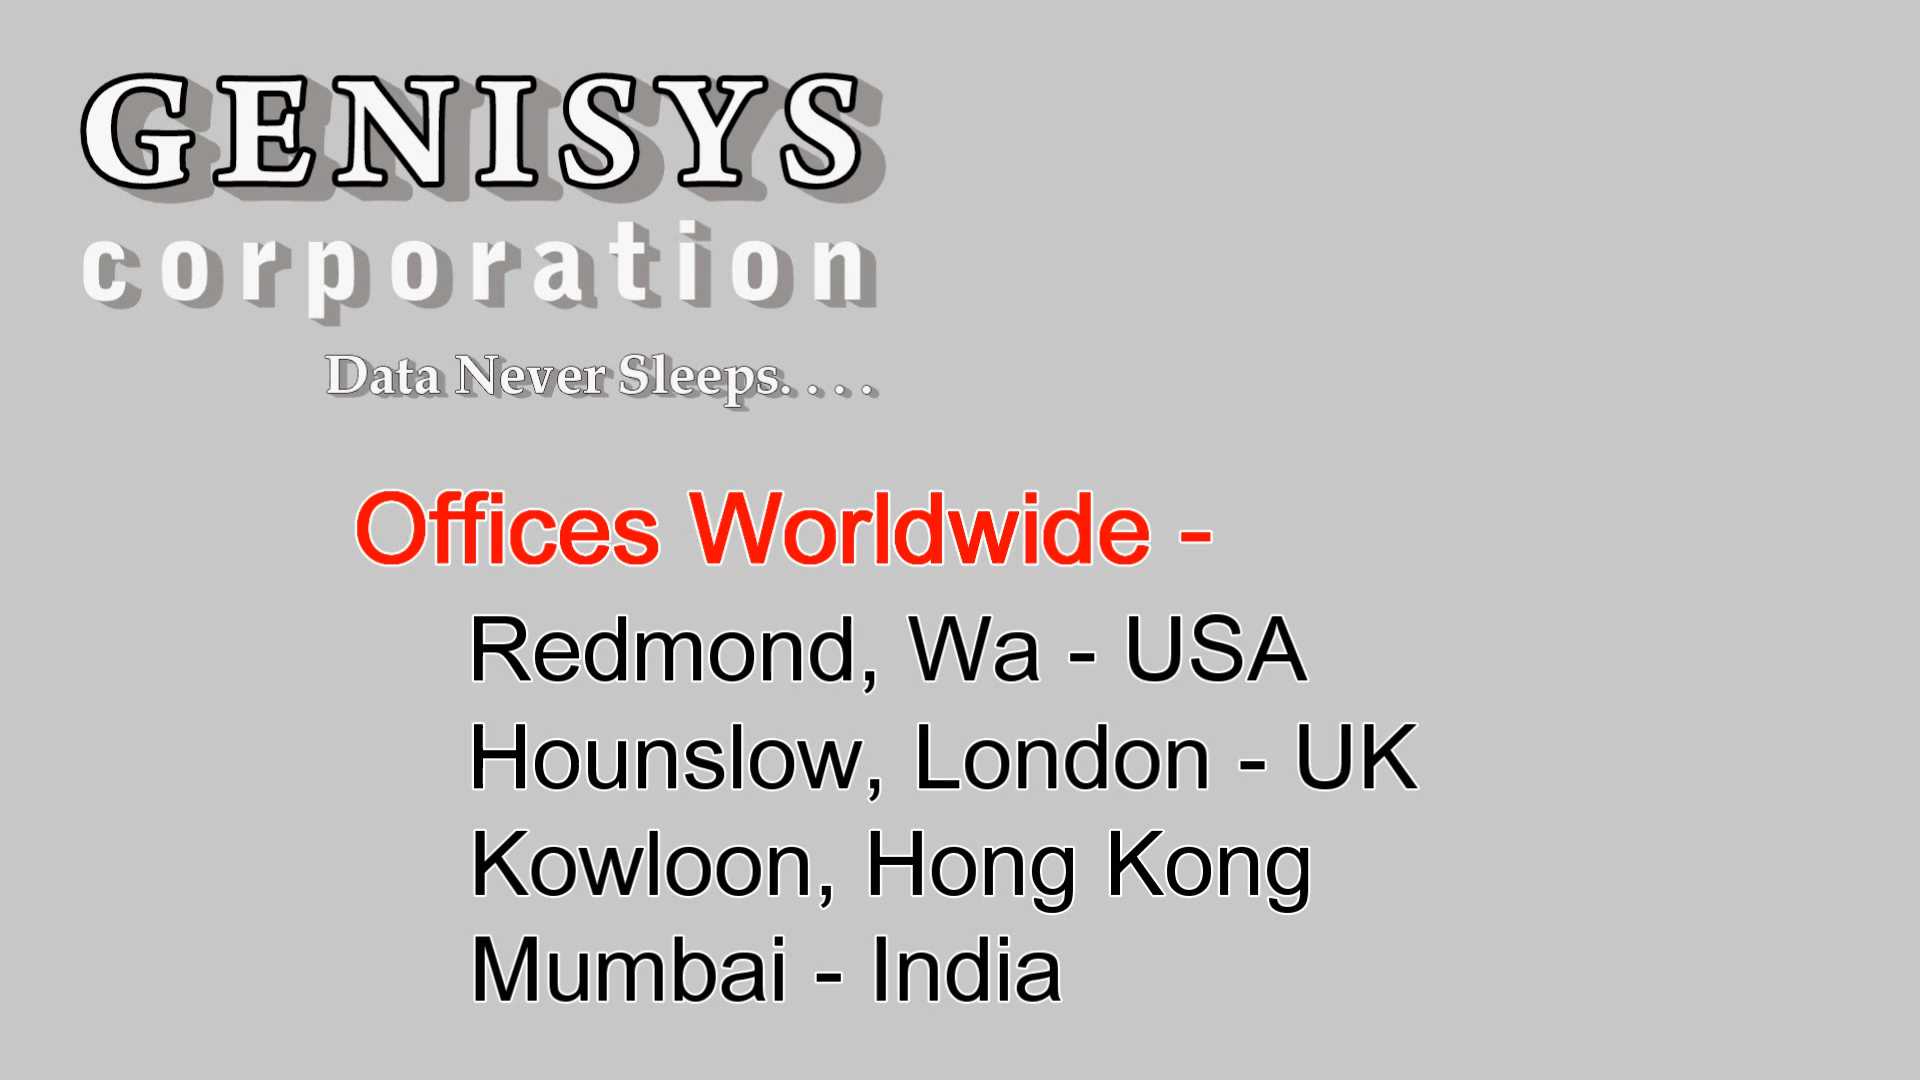 GENISYS
corporation
Data Never Sleeps....
Offices Worldwide -
Redmond, Wa - USA
Hounslow, London - UK
Kowloon, Hong Kong
Mumbai - India